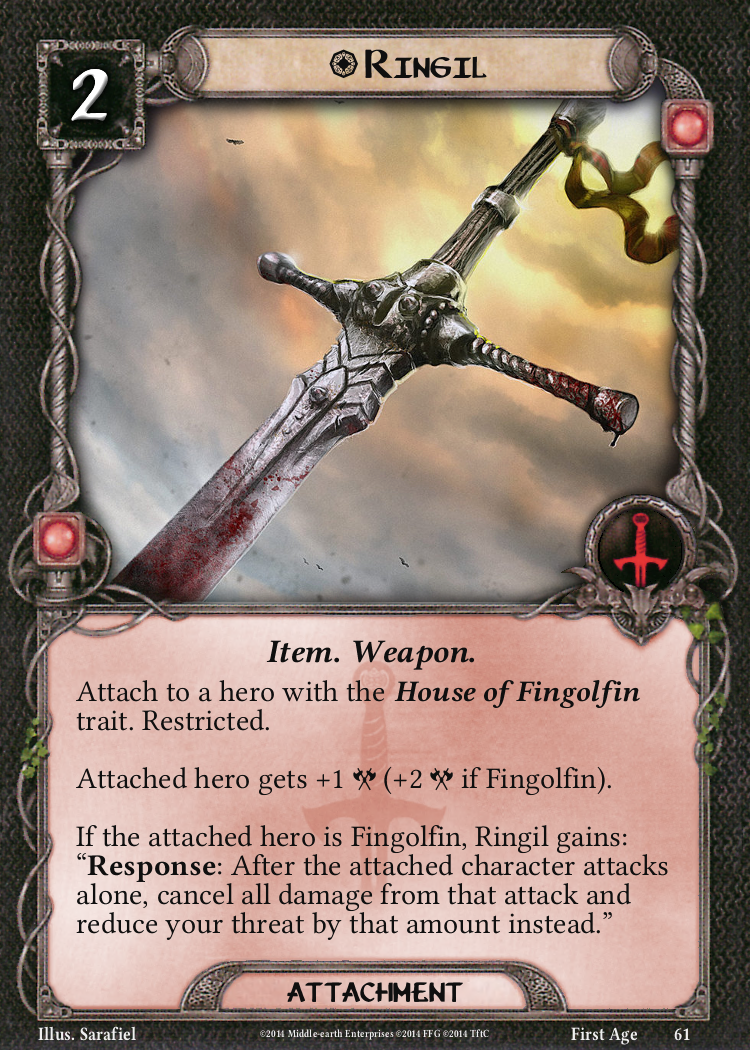 2
Ringil
Item. Weapon.
Attach to a hero with the House of Fingolfin
trait. Restricted.
Attached hero gets +1 (+2 if Fingolfin).
If the attached hero is Fingolfin, Ringil gains:
“Response: After the attached character attacks
alone, cancel all damage from that attack and
reduce your threat by that amount instead.”
ATTACHMENT
Illus. Sarafiel ©2014 Middle-earth Enterprises ©2014 FFG ©2014 TftC First Age 61